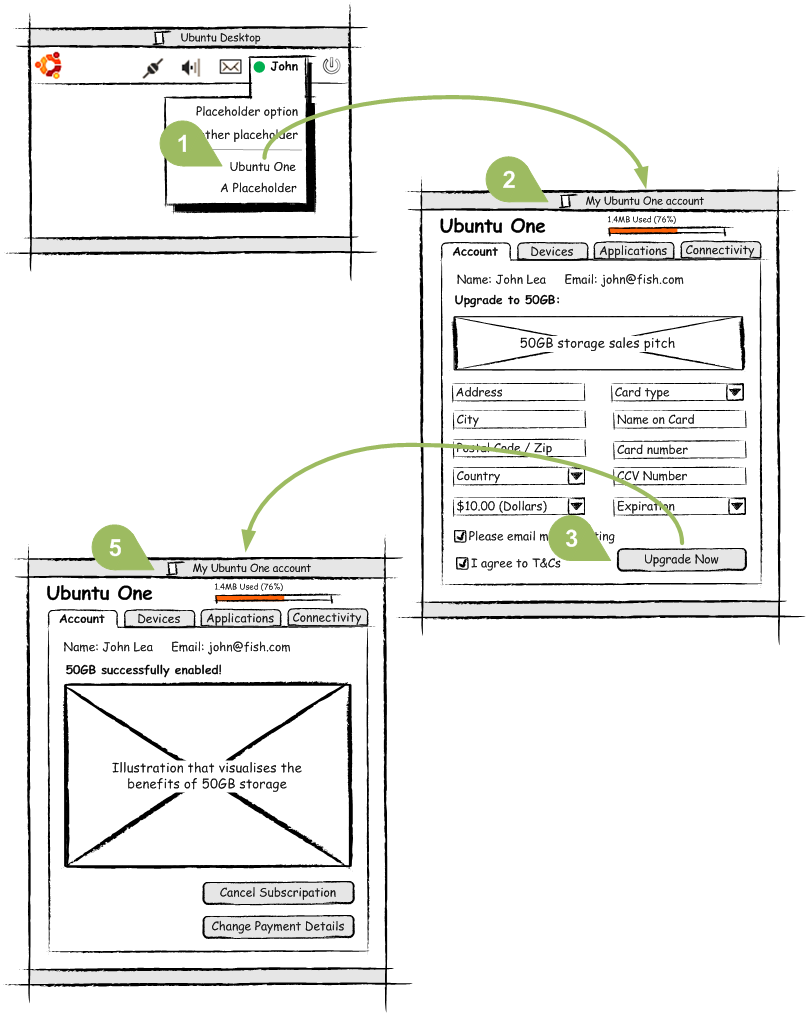 Ubuntu Desktop
John
Placeholder option
ther placeholder
1
Ubuntu One
A Placeholder
2
My Ubuntu One account
Ubuntu One
1.4MB Used (76%)
Account
Devices
Applications
Connectivity
Name: John Lea
Email: john@fish.com
Upgrade to 50GB:
50GB storage sales pitch
Address
Card type
City
Name on Card
Postal Code / Zip
Card number
Country
CCV Number
$10.00 (Dollars)
Expiration
Please email m
ting
3
I agree to T&Cs
Upgrade Now
5
My Ubuntu One account
Ubuntu One
1.4MB Used (76%)
Account
Devices
Applications
Connectivity
Name: John Lea
Email: john@fish.com
50GB successfully enabled!
Illustration that visualises the
benefits of 50GB storage
Cancel Subscripation
Change Payment Details